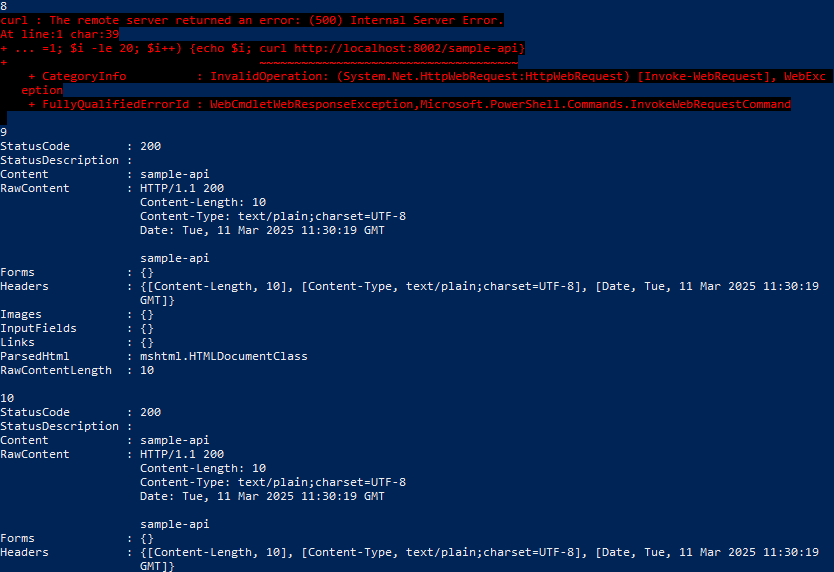 8
curl : The remote server returned an error: (500) Internal Server Error.
At line:1 char:39
+ ... =1; $i -le 20; $i++) {echo $i; curl http://localhost:8002/sample-api}
+                                    ~~~~~~~~~~~~~~~~~~~~~~~~~~~~~~~~~~~~~
    + CategoryInfo          : InvalidOperation: (System.Net.HttpWebRequest:HttpWebRequest) [Invoke-WebRequest], WebExc
   eption
    + FullyQualifiedErrorId : WebCmdletWebResponseException,Microsoft.PowerShell.Commands.InvokeWebRequestCommand
9
StatusCode        : 200
StatusDescription :
Content           : sample-api
RawContent        : HTTP/1.1 200
                    Content-Length: 10
                    Content-Type: text/plain;charset=UTF-8
                    Date: Tue, 11 Mar 2025 11:30:19 GMT

                    sample-api
Forms             : {}
Headers           : {[Content-Length, 10], [Content-Type, text/plain;charset=UTF-8], [Date, Tue, 11 Mar 2025 11:30:19
                    GMT]}
Images            : {}
InputFields       : {}
Links             : {}
ParsedHtml        : mshtml.HTMLDocumentClass
RawContentLength  : 10

10
StatusCode        : 200
StatusDescription :
Content           : sample-api
RawContent        : HTTP/1.1 200
                    Content-Length: 10
                    Content-Type: text/plain;charset=UTF-8
                    Date: Tue, 11 Mar 2025 11:30:19 GMT

                    sample-api
Forms             : {}
Headers           : {[Content-Length, 10], [Content-Type, text/plain;charset=UTF-8], [Date, Tue, 11 Mar 2025 11:30:19
                    GMT]}